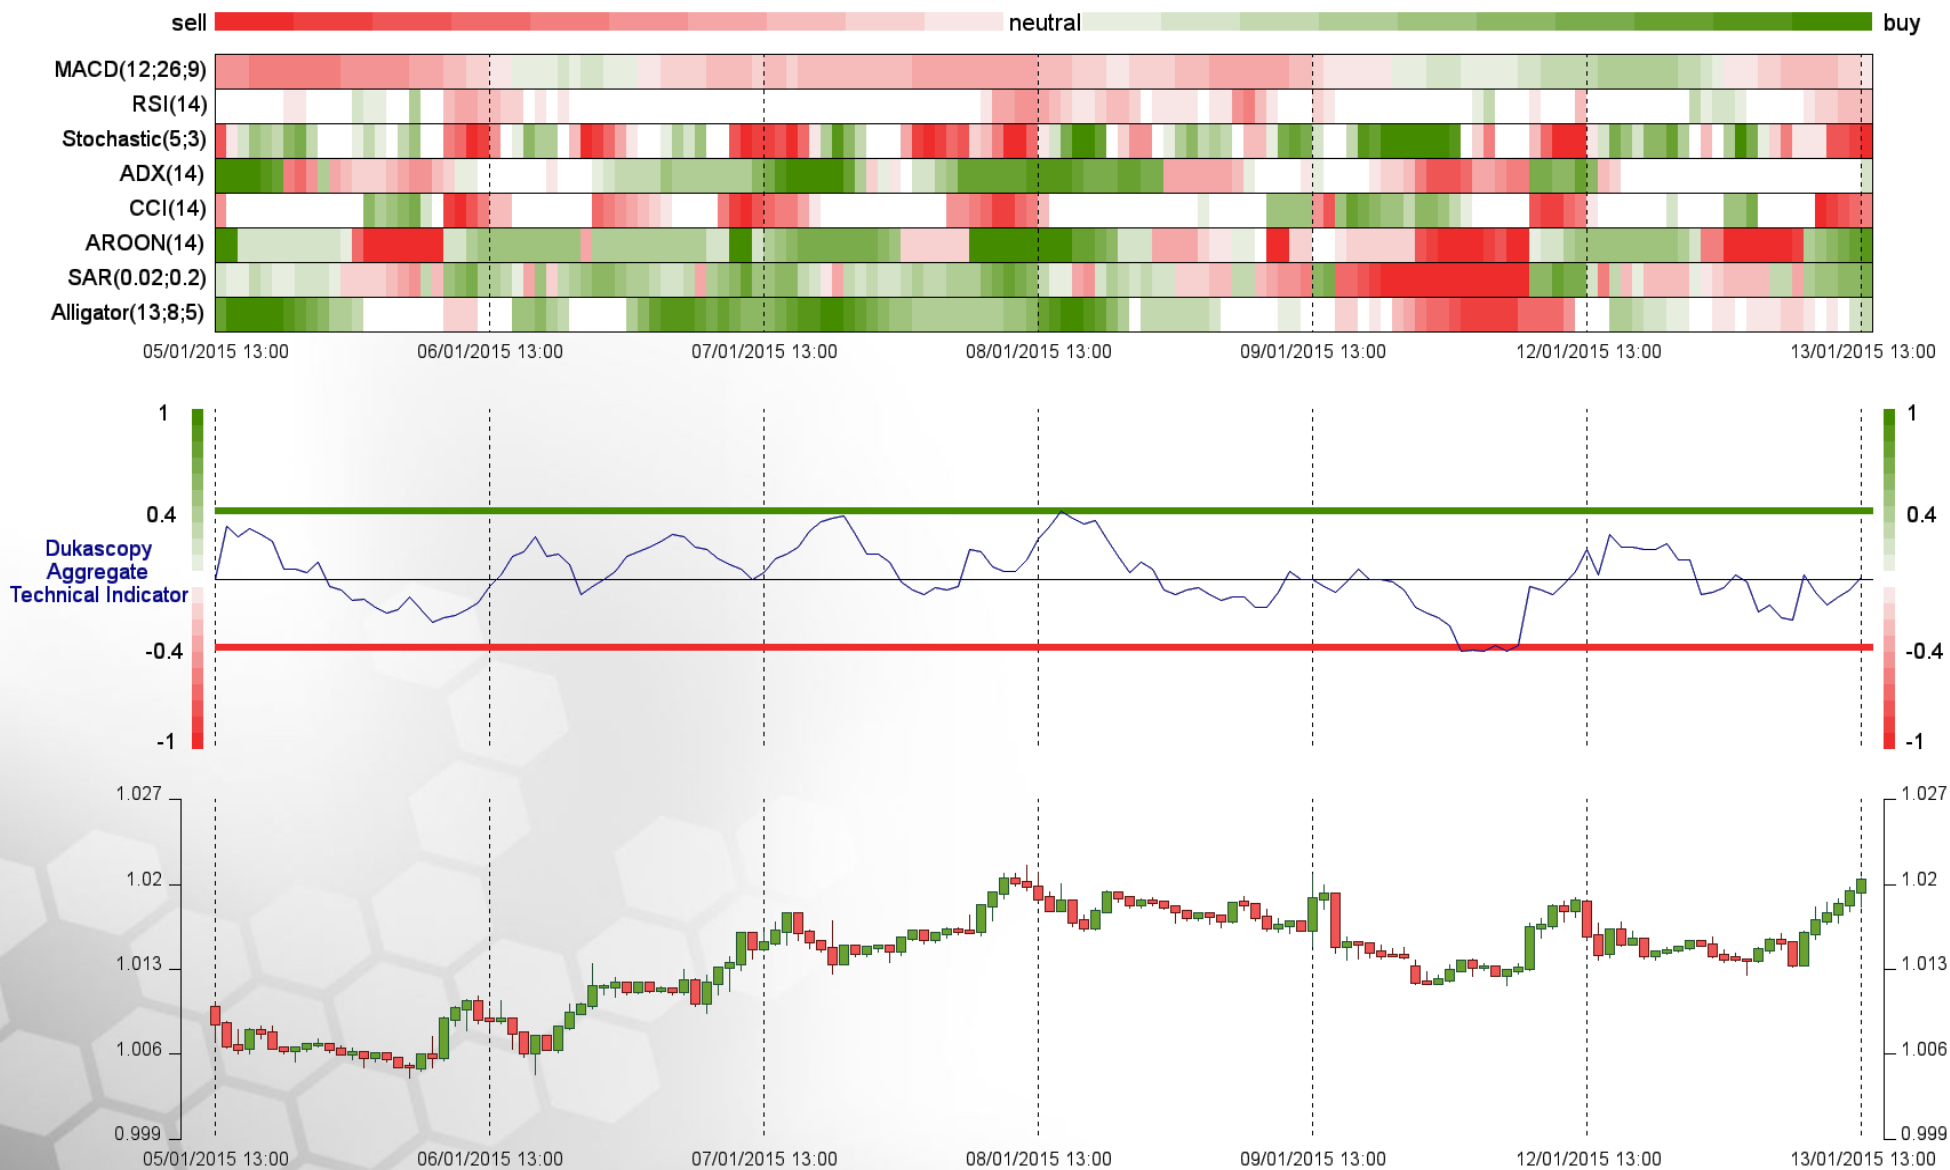 sell neutral buy
MACD(12;26;9)
RSI(14)
Stochastic(5;3)
ADX(14)
CCI(14)
AROON(14)
SAR(0.02;0.2)
Alligator(13;8;5)
05/01/2015 13:00 06/01/2015 13:00 07/01/2015 13:00 08/01/2015 13:00 09/01/2015 13:00 12/01/2015 13:00 13/01/2015 13:00
1 1
0.4 0.4
Dukascopy
Aggregate
Technical Indicator
-0.4 -0.4
-1 -1
1.027 1.027
1.02 1.02
1.013 1.013
1.006 1.006
0.999 0.999
05/01/2015 13:00 06/01/2015 13:00 07/01/2015 13:00 08/01/2015 13:00 09/01/2015 13:00 12/01/2015 13:00 13/01/2015 13:00